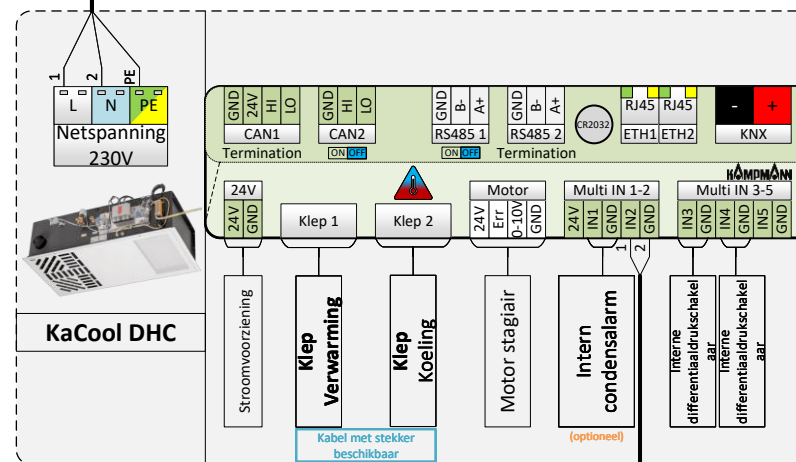 1
2
PE
L
N
PE
Netspanning
230V
KaCool DHC
GND
24V
HI
LO
CAN1
Termination
GND
HI
LO
CAN2
ON OFF
GND
B-
A+
RS485 1
ON OFF
GND
B-
A+
RS485 2
Termination
CR2032
RJ45
RJ45
ETH1
ETH2
-
+
KNX
KAMPMANN
24V
24V
GND
Klep 1
Klep 2
Motor
24V
Err
0-10V
GND
Multi IN 1-2
24V
IN1
GND
IN2
GND
1
2
Multi IN 3-5
IN3
GND
IN4
GND
IN5
GND
Stroomvoorziening
Klep
Verwarming
Klep
Koeling
Kabel met stekker
beschikbaar
Motor stagiair
Intern
condensalarm
(optioneel)
Interne
differentiaaldrukschakel
aar
Interne
differentiaaldrukschakel
aar